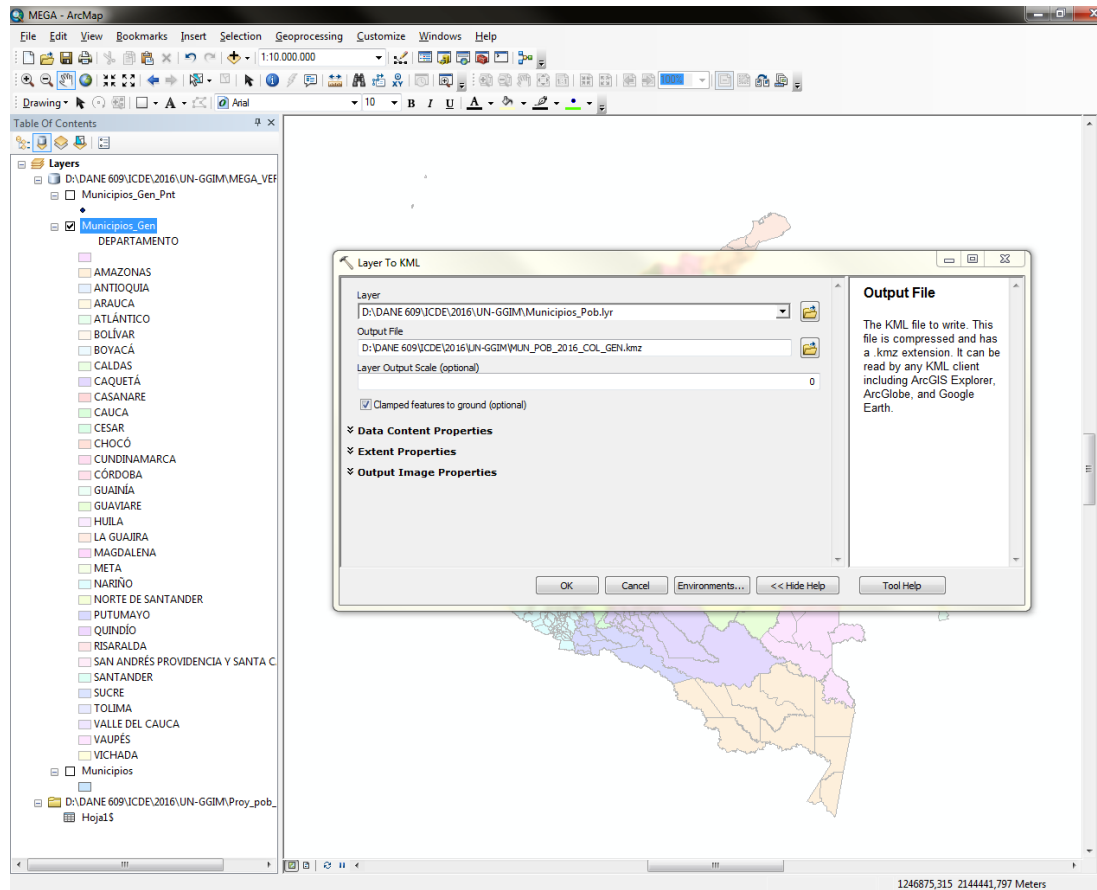 MEGA - ArcMap
File Edit View Bookmarks Insert Selection Geoprocessing Customize Windows Help
1:10.000.000
100%
Drawing A Arial 10 B I U A
Table Of Contents
Layers
D:\DANE 609\ICDE\2016\UN-GGIM\MEGA_VEF
Municipios_Gen_Pnt
Municipios_Gen
DEPARTAMENTO
AMAZONAS
ANTIOQUIA
ARAUCA
ATLÁNTICO
BOLÍVAR
BOYACÁ
CALDAS
CAQUETÁ
CASANARE
CAUCA
CESAR
CHOCÓ
CUNDINAMARCA
CÓRDOBA
GUAINÍA
GUAVIARE
HUILA
LA GUAJIRA
MAGDALENA
META
NARIÑO
NORTE DE SANTANDER
PUTUMAYO
QUINDÍO
RISARALDA
SAN ANDRÉS PROVIDENCIA Y SANTA C
SANTANDER
SUCRE
TOLIMA
VALLE DEL CAUCA
VAUPÉS
VICHADA
Municipios
D:\DANE 609\ICDE\2016\UN-GGIM\Proy_pob_
Hoja1$
Layer To KML
Layer
D:\DANE 609\ICDE\2016\UN-GGIM\Municipios_Pob.lyr
Output File
D:\DANE 609\ICDE\2016\UN-GGIM\MUN_POB_2016_COL_GEN.kmz
Layer Output Scale (optional)
0
Clamped features to ground (optional)
Data Content Properties
Extent Properties
Output Image Properties
OK Cancel Environments... << Hide Help Tool Help
Output File
The KML file to write. This
file is compressed and has
a .kmz extension. It can be
read by any KML client
including ArcGIS Explorer,
ArcGlobe, and Google
Earth.
1246875,315 2144441,797 Meters